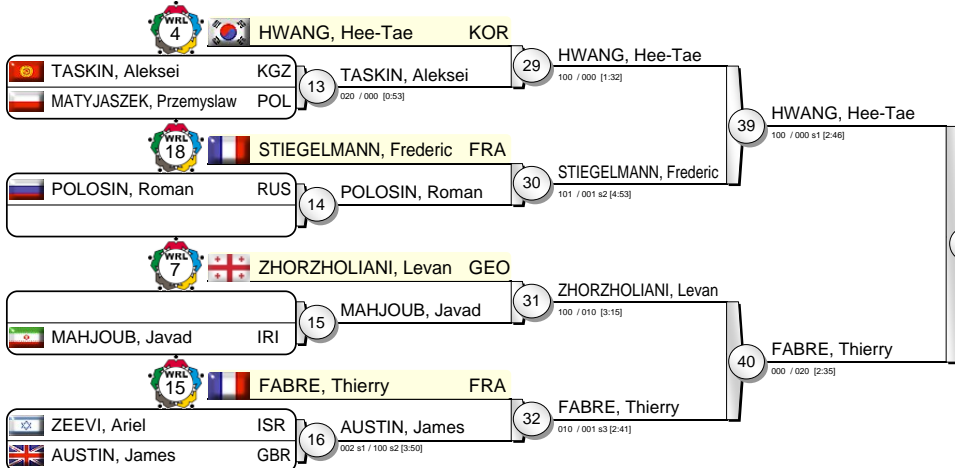 WRL
4
HWANG, Hee-Tae KOR
TASKIN, Aleksei KGZ
MATYJASZEK, Przemyslaw POL
13
TASKIN, Aleksei
020 / 000 [0:53]
29
HWANG, Hee-Tae
100 / 000 [1:32]
WRL
18
STIEGELMANN, Frederic FRA
POLOSIN, Roman RUS
14
POLOSIN, Roman
30
STIEGELMANN, Frederic
101 / 001 s2 [4:53]
39
HWANG, Hee-Tae
100 / 000 s1 [2:46]
WRL
7
ZHORZHOLIANI, Levan GEO
MAHJOUB, Javad IRI
15
MAHJOUB, Javad
31
ZHORZHOLIANI, Levan
100 / 010 [3:15]
WRL
15
FABRE, Thierry FRA
ZEEVI, Ariel ISR
AUSTIN, James GBR
16
AUSTIN, James
002 s1 / 100 s2 [3:50]
32
FABRE, Thierry
010 / 001 s3 [2:41]
40
FABRE, Thierry
000 / 020 [2:35]